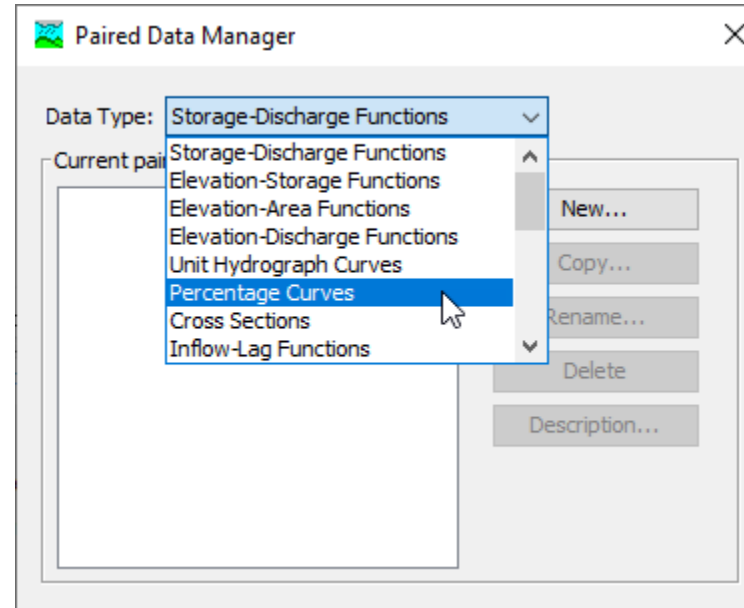 Paired Data Manager
Data Type: Storage-Discharge Functions
Current pai
Storage-Discharge Functions
Elevation-Storage Functions
Elevation-Area Functions
Elevation-Discharge Functions
Unit Hydrograph Curves
Percentage Curves
Cross Sections
Inflow-Lag Functions
New...
Copy...
Rename...
Delete
Description...